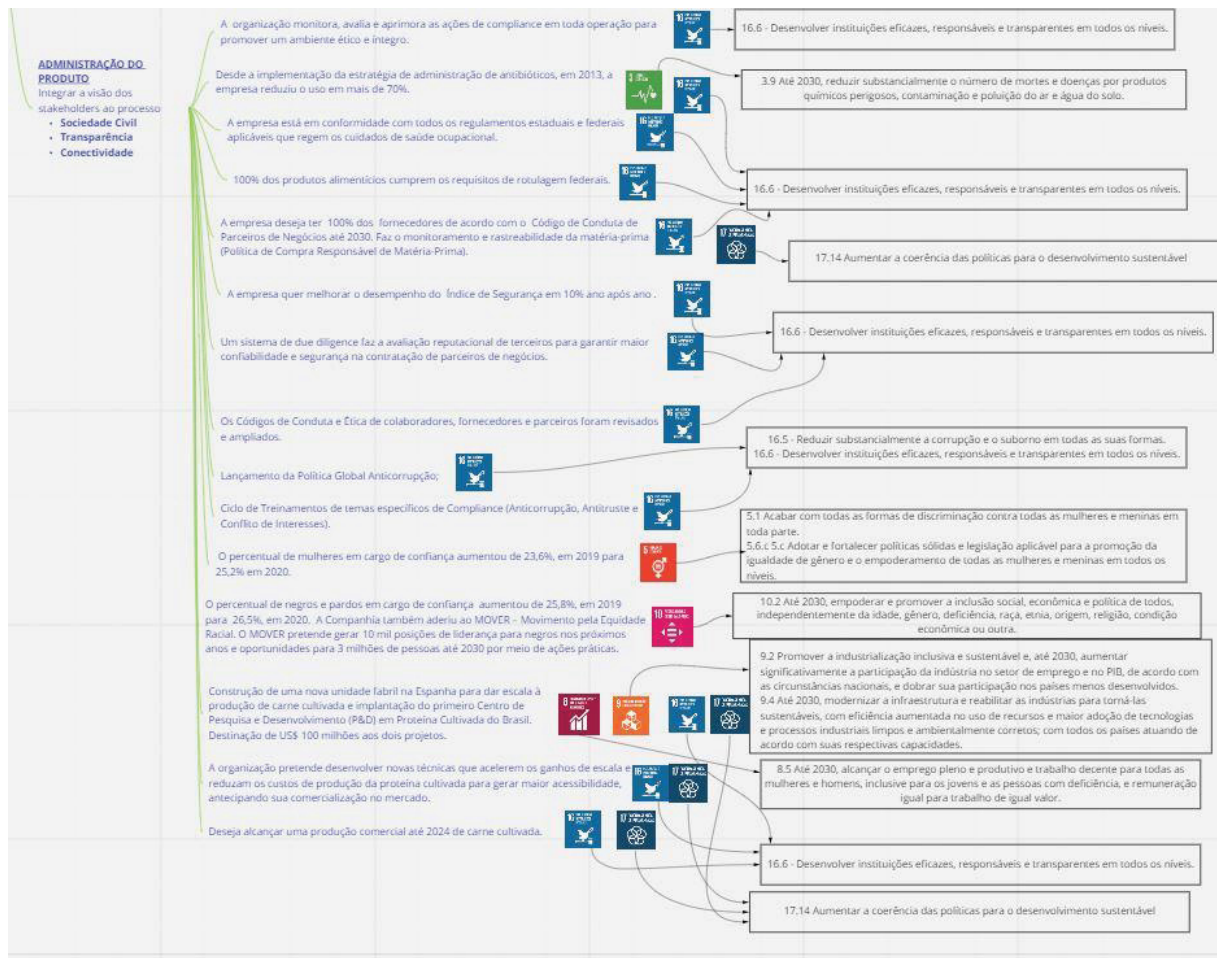 A organização monitora, avalia e aprimora as ações de compliance em toda operação para
promover um ambiente ético e íntegro.
16.6 - Desenvolver instituições eficazes, responsáveis e transparentes em todos os níveis.
ADMINISTRAÇÃO DO
PRODUTO
Integrar a visão dos
stakeholders ao processo
• Sociedade Civil
• Transparência
• Conectividade
Desde a implementação da estratégia de administração de antibióticos, em 2013, a
empresa reduziu o uso em mais de 70%.
3.9 Até 2030, reduzir substancialmente o número de mortes e doenças por produtos
químicos perigosos, contaminação e poluição do ar e água do solo.
A empresa está em conformidade com todos os regulamentos estaduais e federais
aplicáveis que regem os cuidados de saúde ocupacional.
100% dos produtos alimentícios cumprem os requisitos de rotulagem federais.
16.6 - Desenvolver instituições eficazes, responsáveis e transparentes em todos os níveis.
A empresa deseja ter 100% dos fornecedores de acordo com o Código de Conduta de
Parceiros de Negócios até 2030. Faz o monitoramento e rastreabilidade da matéria-prima
(Política de Compra Responsável de Matéria-Prima).
17.14 Aumentar a coerência das políticas para o desenvolvimento sustentável
A empresa quer melhorar o desempenho do Índice de Segurança em 10% ano após ano .
Um sistema de due diligence faz a avaliação reputacional de terceiros para garantir maior
confiabilidade e segurança na contratação de parceiros de negócios.
16.6 - Desenvolver instituições eficazes, responsáveis e transparentes em todos os níveis.
Os Códigos de Conduta e Ética de colaboradores, fornecedores e parceiros foram revisados
e ampliados.
Lançamento da Política Global Anticorrupção;
16.5 - Reduzir substancialmente a corrupção e o suborno em todas as suas formas.
16.6 - Desenvolver instituições eficazes, responsáveis e transparentes em todos os níveis.
Ciclo de Treinamentos de temas específicos de Compliance (Anticorrupção, Antitruste e
Conflito de Interesses).
O percentual de mulheres em cargo de confiança aumentou de 23,6%, em 2019 para
25,2% em 2020.
5.1 Acabar com todas as formas de discriminação contra todas as mulheres e meninas em
toda parte.
5.6.c 5.c Adotar e fortalecer políticas sólidas e legislação aplicável para a promoção da
igualdade de gênero e o empoderamento de todas as mulheres e meninas em todos os
níveis.
O percentual de negros e pardos em cargo de confiança aumentou de 25,8%, em 2019
para 26,5%, em 2020. A Companhia também aderiu ao MOVER – Movimento pela Equidade
Racial. O MOVER pretende gerar 10 mil posições de liderança para negros nos próximos
anos e oportunidades para 3 milhões de pessoas até 2030 por meio de ações práticas.
10.2 Até 2030, empoderar e promover a inclusão social, econômica e política de todos,
independentemente da idade, gênero, deficiência, raça, etnia, origem, religião, condição
econômica ou outra.
Construção de uma nova unidade fabril na Espanha para dar escala à
produção de carne cultivada e implantação do primeiro Centro de
Pesquisa e Desenvolvimento (P&D) em Proteína Cultivada do Brasil.
Destinação de US$ 100 milhões aos dois projetos.
9.2 Promover a industrialização inclusiva e sustentável e, até 2030, aumentar
significativamente a participação da indústria no setor de emprego e no PIB, de acordo com
as circunstâncias nacionais, e dobrar sua participação nos países menos desenvolvidos.
9.4 Até 2030, modernizar a infraestrutura e reabilitar as indústrias para torná-las
sustentáveis, com eficiência aumentada no uso de recursos e maior adoção de tecnologias
e processos industriais limpos e ambientalmente corretos; com todos os países atuando de
acordo com suas respectivas capacidades.
A organização pretende desenvolver novas técnicas que acelerem os ganhos de escala e
reduzam os custos de produção da proteína cultivada para gerar maior acessibilidade,
antecipando sua comercialização no mercado.
8.5 Até 2030, alcançar o emprego pleno e produtivo e trabalho decente para todas as
mulheres e homens, inclusive para os jovens e as pessoas com deficiência, e remuneração
igual para trabalho de igual valor.
Deseja alcançar uma produção comercial até 2024 de carne cultivada.
16.6 - Desenvolver instituições eficazes, responsáveis e transparentes em todos os níveis.
17.14 Aumentar a coerência das políticas para o desenvolvimento sustentável